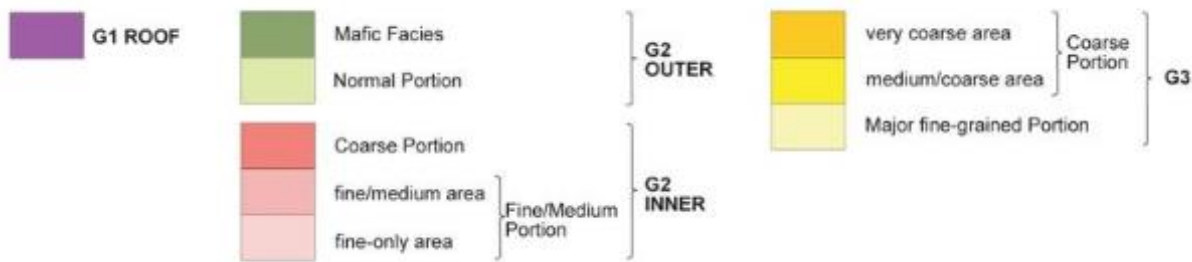 G1 ROOF
Mafic Facies
Normal Portion
G2
OUTER
Coarse Portion
fine/medium area
fine-only area
Fine/Medium
Portion
G2
INNER
very coarse area
medium/coarse area
Coarse
Portion
Major fine-grained Portion
G3